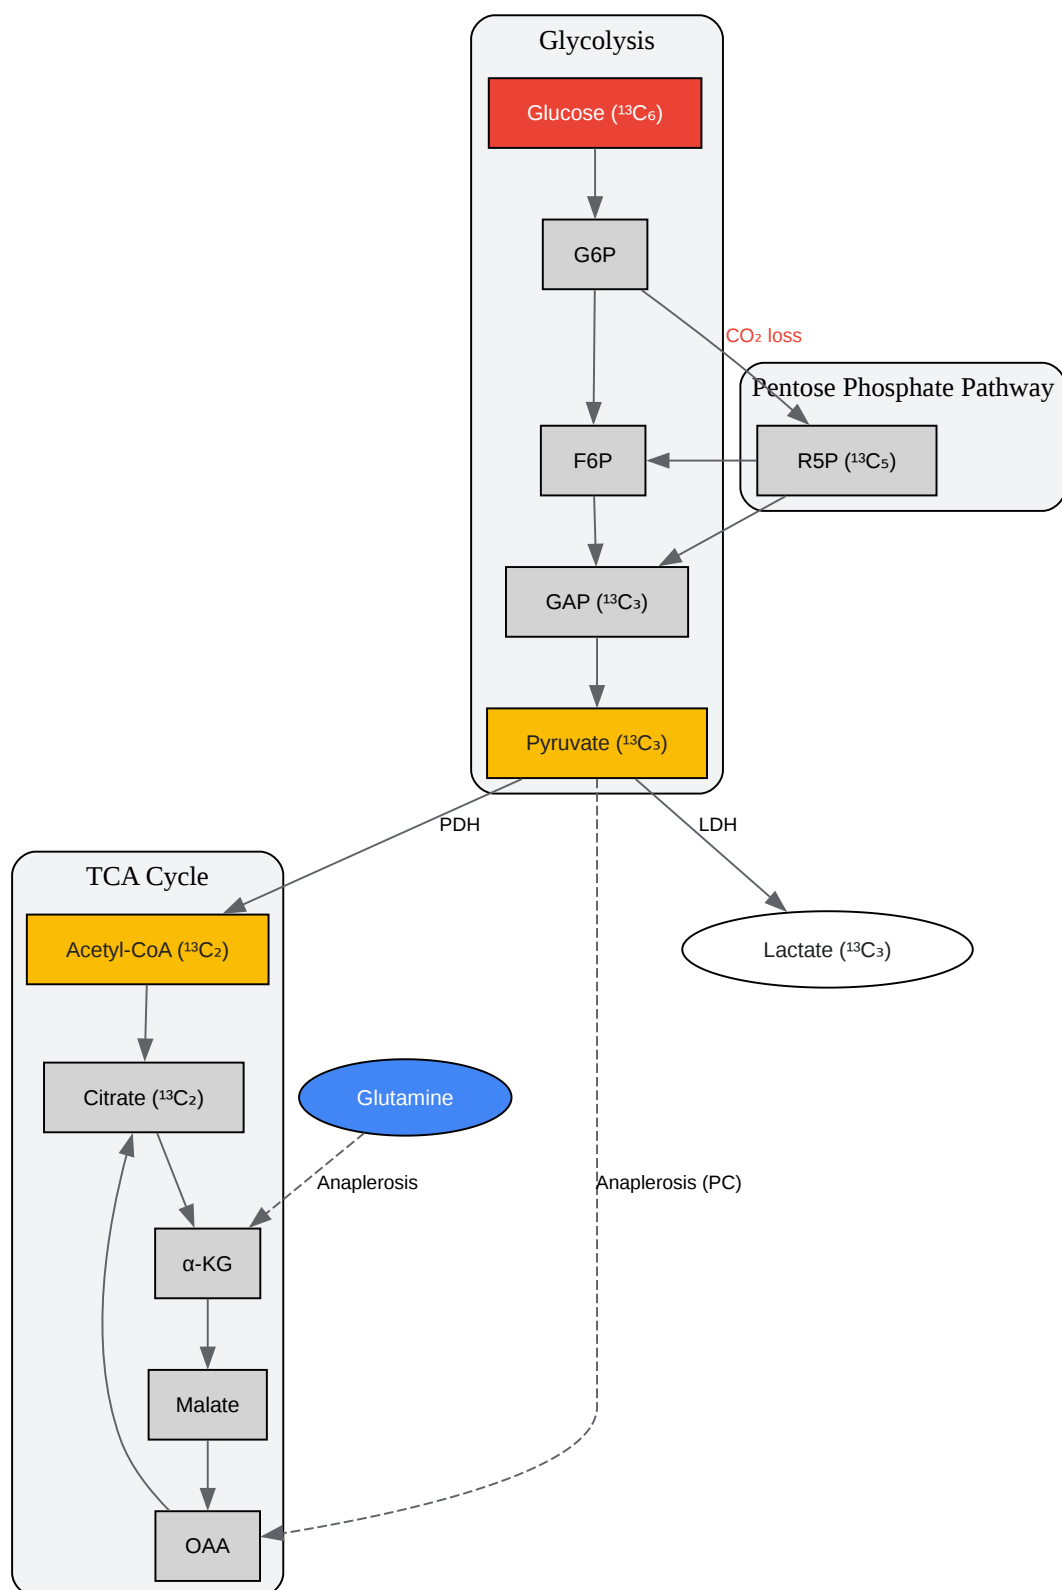 Glycolysis
Glucose (¹³C₆)
G6P
CO₂ loss
Pentose Phosphate Pathway
F6P
R5P (¹³C₅)
GAP (¹³C₃)
Pyruvate (¹³C₃)
PDH
LDH
TCA Cycle
Acetyl-CoA (¹³C₂)
Lactate (¹³C₃)
Citrate (¹³C₂)
Glutamine
Anaplerosis
Anaplerosis (PC)
α-KG
Malate
OAA